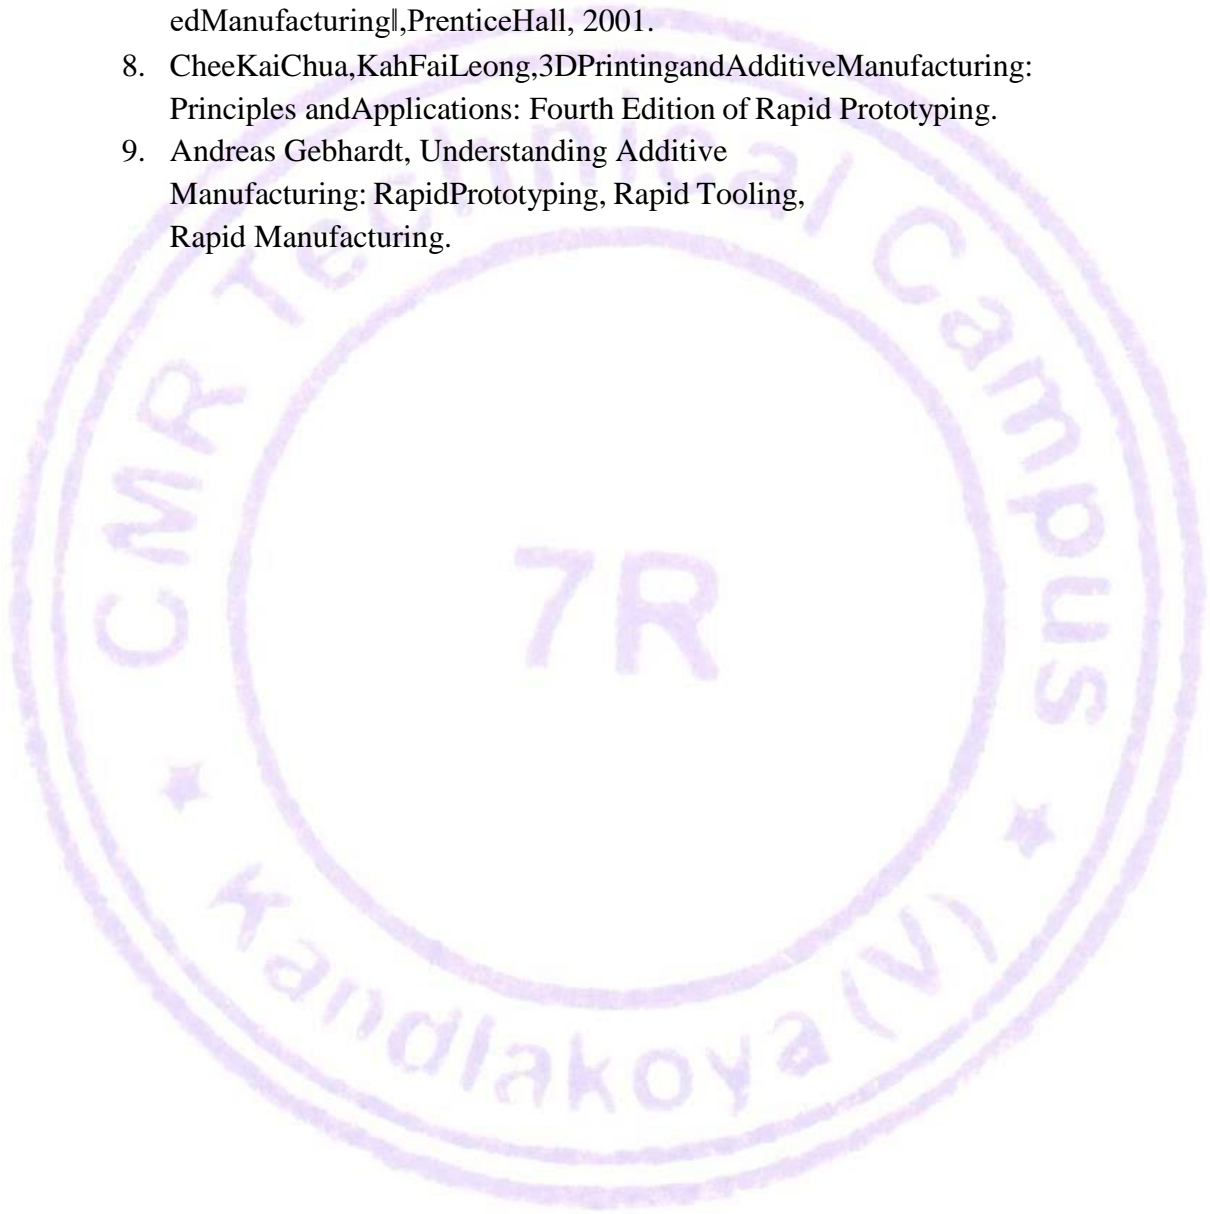 edManufacturing‖,PrenticeHall, 2001.
8. CheeKaiChua,KahFaiLeong,3DPrintingandAdditiveManufacturing:
Principles andApplications: Fourth Edition of Rapid Prototyping.
9. Andreas Gebhardt, Understanding Additive
Manufacturing: RapidPrototyping, Rapid Tooling,
Rapid Manufacturing.
CMR Technical Campus
7R
Kandlakoya (V)